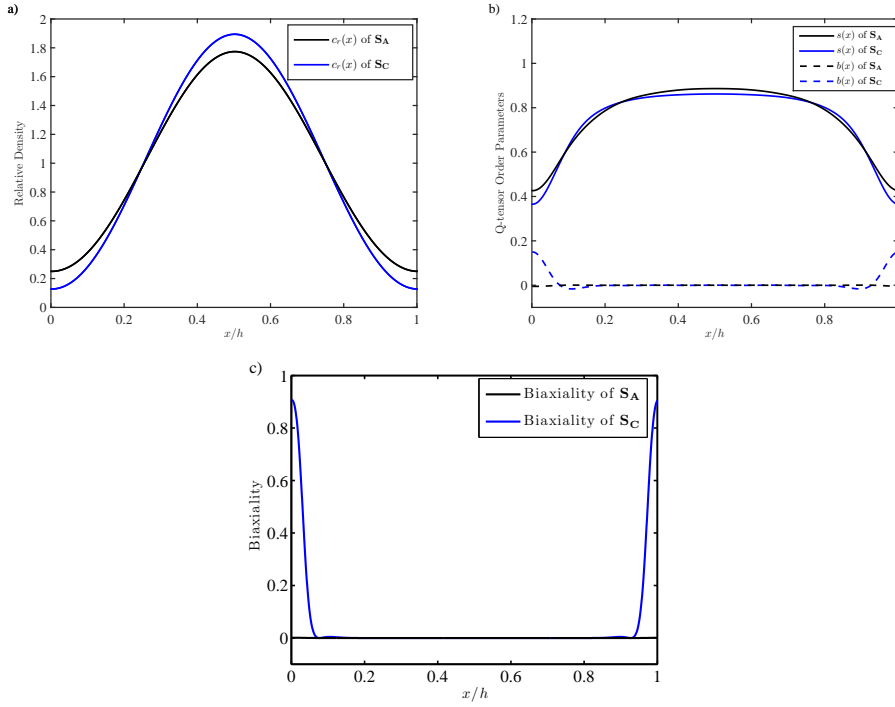 a)
2
1.8
1.6
1.4
1.2
1
0.8
0.6
0.4
0.2
0
0 0.2 0.4 0.6 0.8 1
x/h
Relative Density
c_r(x) of S_A
c_r(x) of S_C
b)
1.2
1
0.8
0.6
0.4
0.2
0
0 0.2 0.4 0.6 0.8
x/h
Q-tensor Order Parameters
s(x) of S_A
s(x) of S_C
b(x) of S_A
b(x) of S_C
c)
1
0.8
0.6
0.4
0.2
0
0 0.2 0.4 0.6 0.8 1
x/h
Biaxiality
Biaxiality of S_A
Biaxiality of S_C